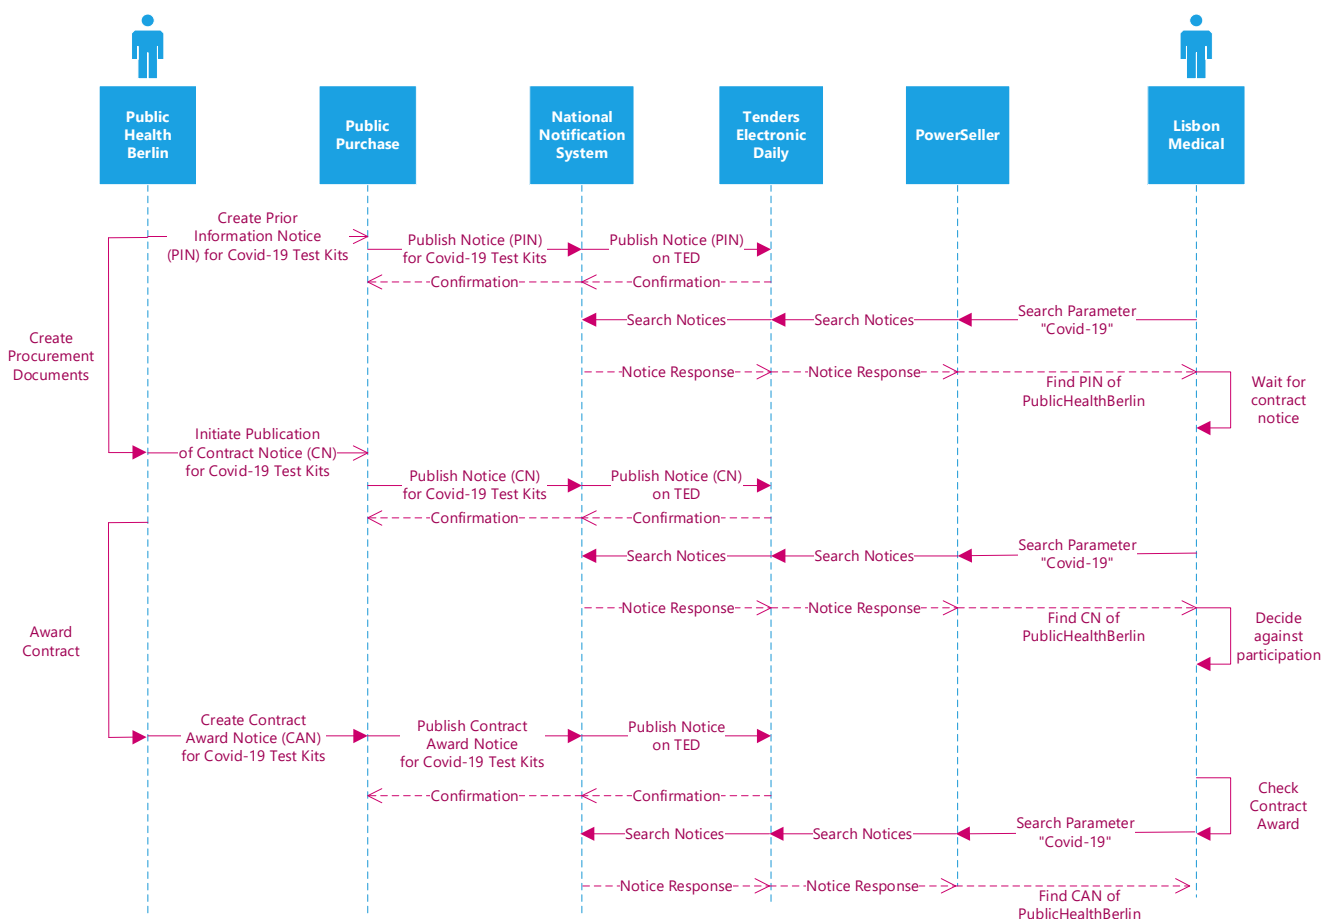 Public
Health
Berlin
Public
Purchase
National
Notification
System
Tenders
Electronic
Daily
PowerSeller
Lisbon
Medical
Create Prior
Information Notice
(PIN) for Covid-19 Test Kits
Publish Notice (PIN)
for Covid-19 Test Kits
Publish Notice (PIN)
on TED
Confirmation
Confirmation
Search Notices
Search Notices
Search Parameter
"Covid-19"
Create
Procurement
Documents
Notice Response
Notice Response
Find PIN of
PublicHealthBerlin
Wait for
contract
notice
Initiate Publication
of Contract Notice (CN)
for Covid-19 Test Kits
Publish Notice (CN)
for Covid-19 Test Kits
Publish Notice (CN)
on TED
Confirmation
Confirmation
Search Notices
Search Notices
Search Parameter
"Covid-19"
Notice Response
Notice Response
Find CN of
PublicHealthBerlin
Decide
against
participation
Award
Contract
Create Contract
Award Notice (CAN)
for Covid-19 Test Kits
Publish Contract
Award Notice
for Covid-19 Test Kits
Publish Notice
on TED
Confirmation
Confirmation
Check
Contract
Award
Search Notices
Search Notices
Search Parameter
"Covid-19"
Notice Response
Notice Response
Find CAN of
PublicHealthBerlin